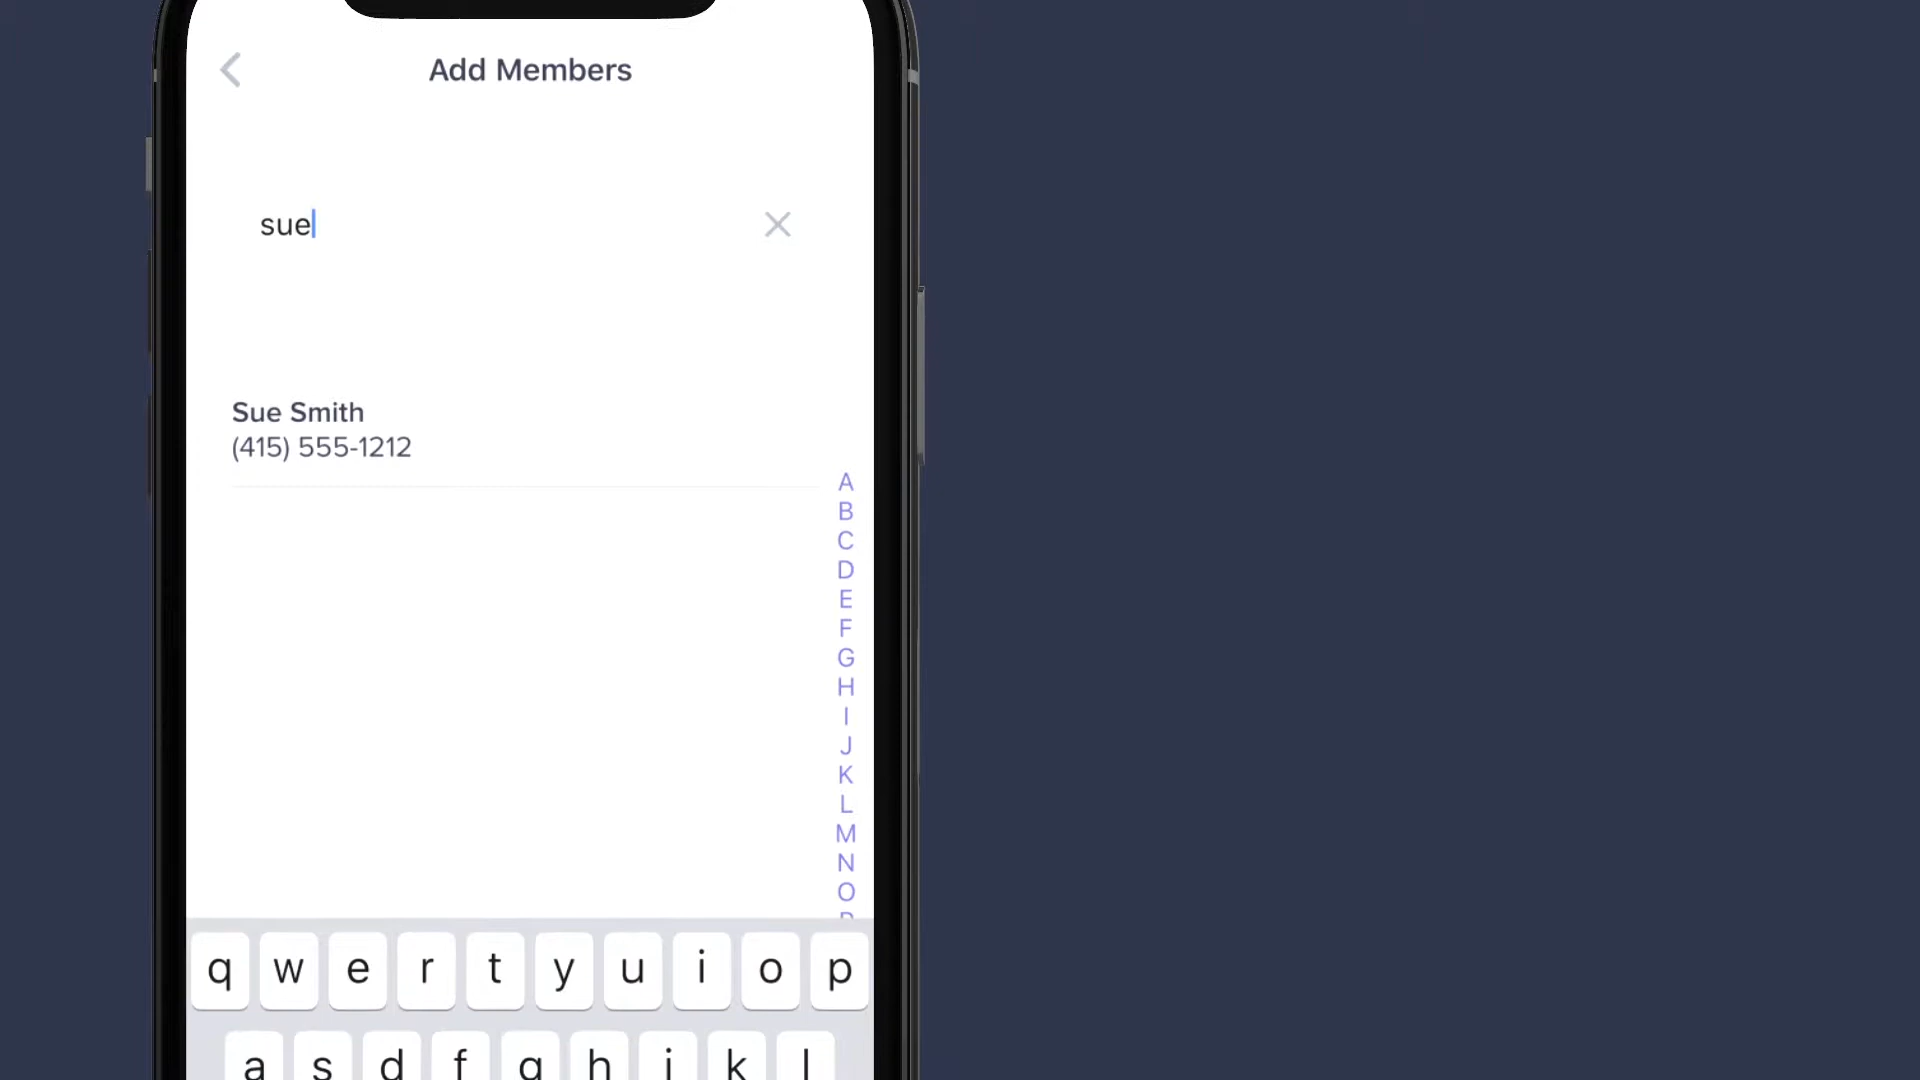 Add Members
sue
Sue Smith
(415) 555-1212
A
B
C
D
E
F
G
H
I
J
K
L
M
N
O
q w e r t y u i o p
a s d f g h j k l